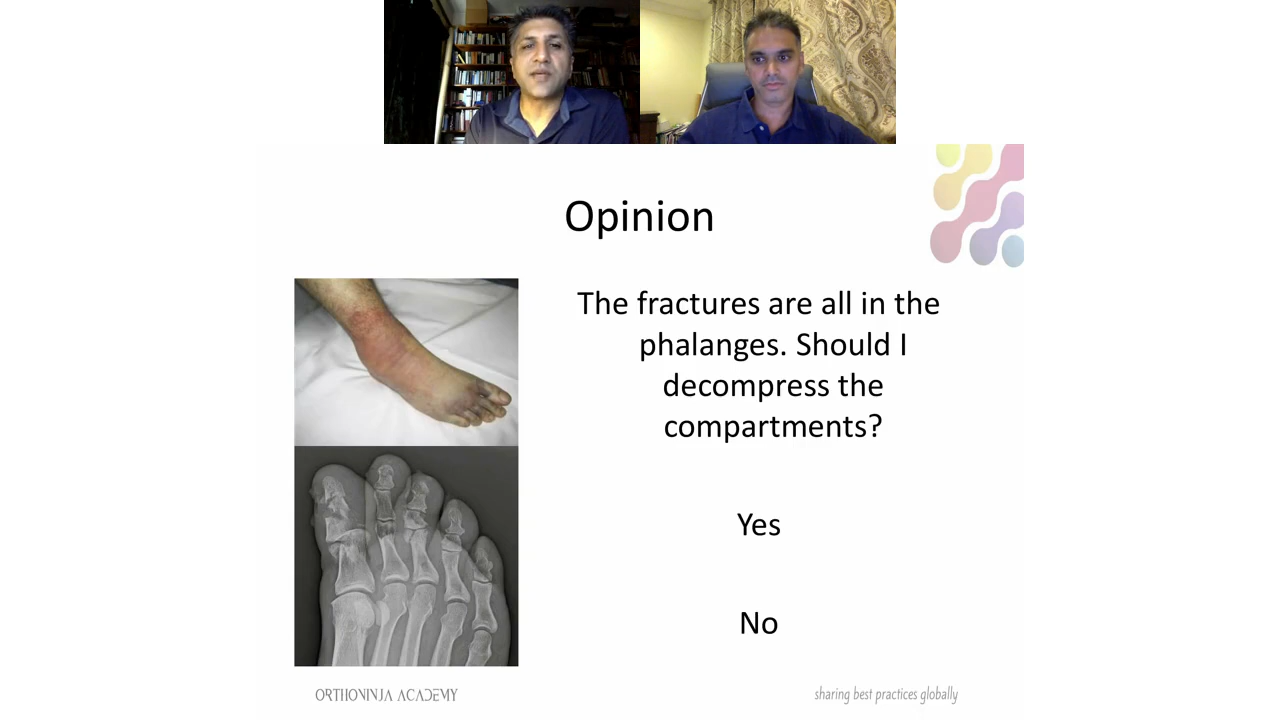 Opinion
The fractures are all in the
phalanges. Should I
decompress the
compartments?
Yes
No
ORTHONINJA ACADEMY
sharing best practices globally